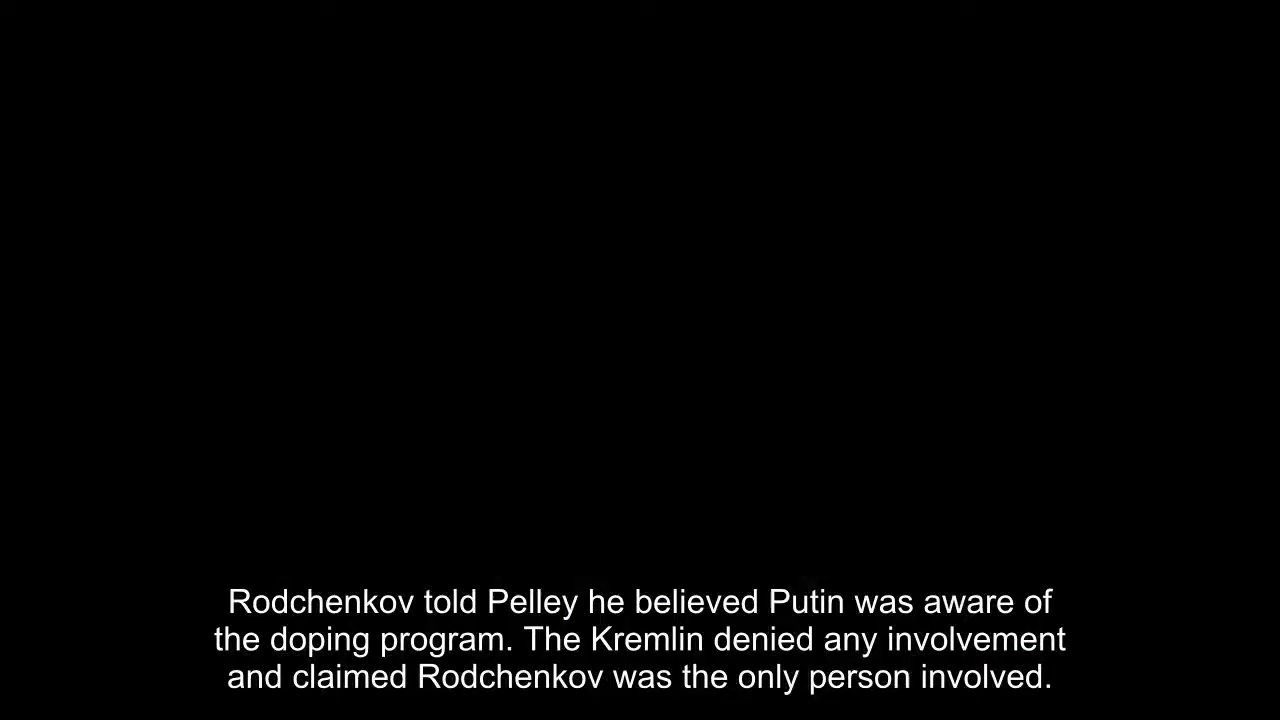 Rodchenkov told Pelley he believed Putin was aware of
the doping program. The Kremlin denied any involvement
and claimed Rodchenkov was the only person involved.